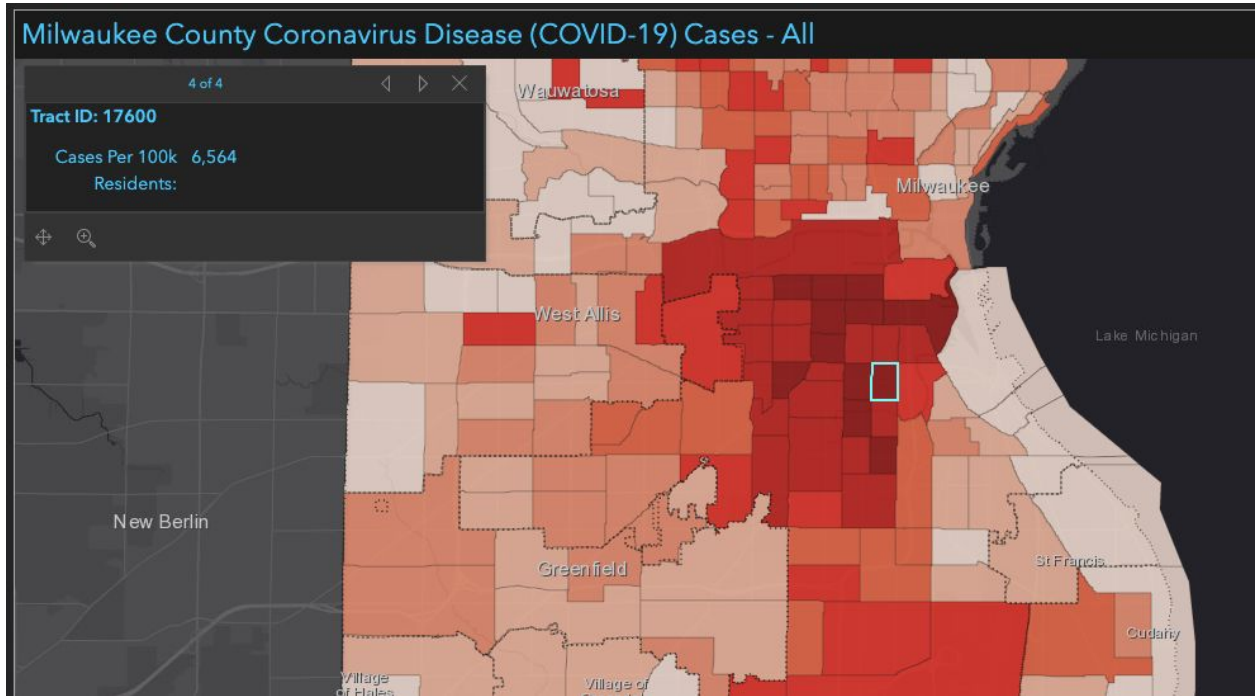 Milwaukee County Coronavirus Disease (COVID-19) Cases - All
4 of 4
Tract ID: 17600
Cases Per 100k 6,564
Residents:
Wauwatosa
Milwaukee
West Allis
Lake Michigan
New Berlin
Greenfield
St Francis
Cudahy
Village
of Hales
Village of